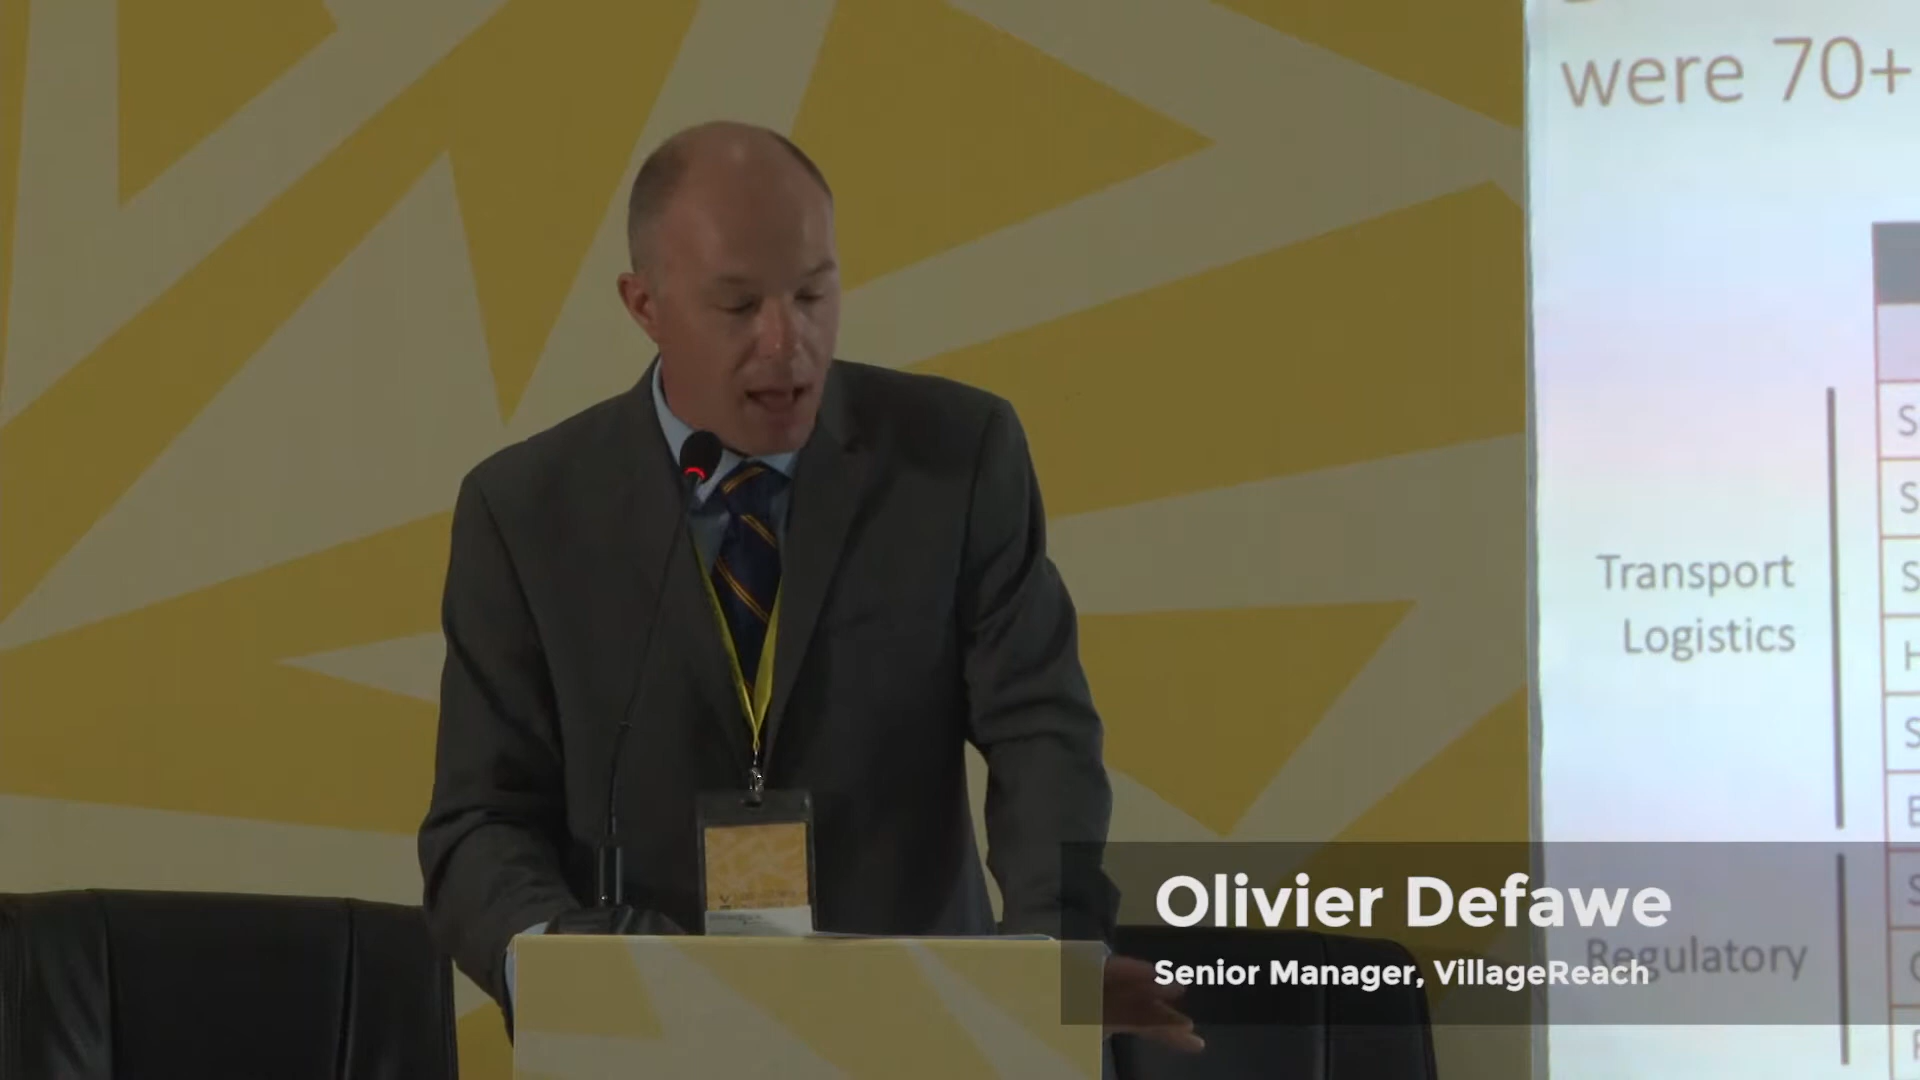 were 70+
S
S
Transport
Logistics
S
H
S
E
Olivier Defawe
Senior Manager, VillageReach
Regulatory
S